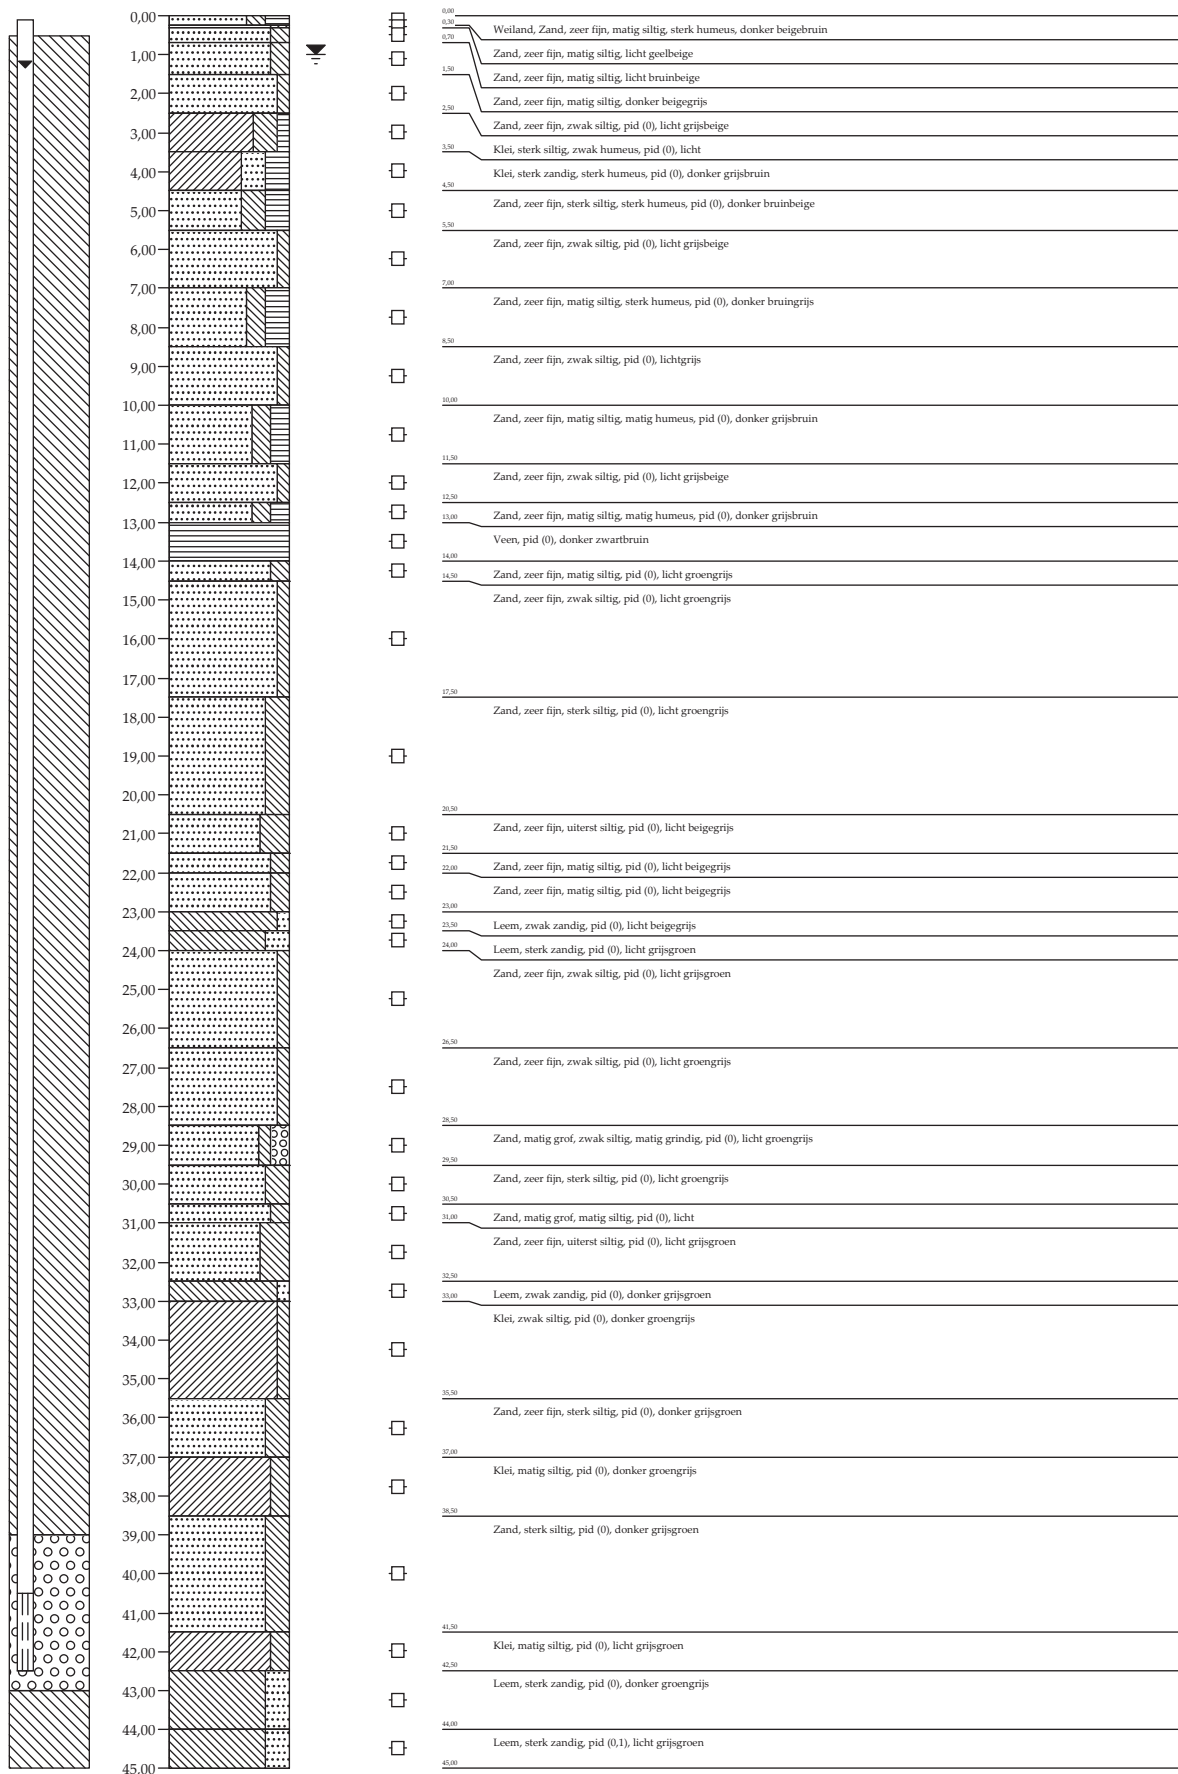 0,00
1,00
2,00
3,00
4,00
5,00
6,00
7,00
8,00
9,00
10,00
11,00
12,00
13,00
14,00
15,00
16,00
17,00
18,00
19,00
20,00
21,00
22,00
23,00
24,00
25,00
26,00
27,00
28,00
29,00
30,00
31,00
32,00
33,00
34,00
35,00
36,00
37,00
38,00
39,00
40,00
41,00
42,00
43,00
44,00
45,00
0,00
0,30
Weiland, Zand, zeer fijn, matig siltig, sterk humeus, donker beigebruin
0,70
Zand, zeer fijn, matig siltig, licht geelbeige
1,50
Zand, zeer fijn, matig siltig, licht bruinbeige
Zand, zeer fijn, matig siltig, donker beigegrijs
2,50
Zand, zeer fijn, zwak siltig, pid (0), licht grijsbeige
3,50
Klei, sterk siltig, zwak humeus, pid (0), licht
Klei, sterk zandig, sterk humeus, pid (0), donker grijsbruin
4,50
Zand, zeer fijn, sterk siltig, sterk humeus, pid (0), donker bruinbeige
5,50
Zand, zeer fijn, zwak siltig, pid (0), licht grijsbeige
7,00
Zand, zeer fijn, matig siltig, sterk humeus, pid (0), donker bruingrijs
8,50
Zand, zeer fijn, zwak siltig, pid (0), lichtgrijs
10,00
Zand, zeer fijn, matig siltig, matig humeus, pid (0), donker grijsbruin
11,50
Zand, zeer fijn, zwak siltig, pid (0), licht grijsbeige
12,50
Zand, zeer fijn, matig siltig, matig humeus, pid (0), donker grijsbruin
13,00
Veen, pid (0), donker zwartbruin
14,00
Zand, zeer fijn, matig siltig, pid (0), licht groengrijs
14,50
Zand, zeer fijn, zwak siltig, pid (0), licht groengrijs
17,50
Zand, zeer fijn, sterk siltig, pid (0), licht groengrijs
20,50
Zand, zeer fijn, uiterst siltig, pid (0), licht beigegrijs
21,50
Zand, zeer fijn, matig siltig, pid (0), licht beigegrijs
22,00
Zand, zeer fijn, matig siltig, pid (0), licht beigegrijs
23,00
Leem, zwak zandig, pid (0), licht beigegrijs
23,50
Leem, sterk zandig, pid (0), licht grijsgroen
24,00
Zand, zeer fijn, zwak siltig, pid (0), licht grijsgroen
26,50
Zand, zeer fijn, zwak siltig, pid (0), licht groengrijs
28,50
Zand, matig grof, zwak siltig, matig grindig, pid (0), licht groengrijs
29,50
Zand, zeer fijn, sterk siltig, pid (0), licht groengrijs
30,50
Zand, matig grof, matig siltig, pid (0), licht
31,00
Zand, zeer fijn, uiterst siltig, pid (0), licht grijsgroen
32,50
Leem, zwak zandig, pid (0), donker grijsgroen
33,00
Klei, zwak siltig, pid (0), donker groengrijs
35,50
Zand, zeer fijn, sterk siltig, pid (0), donker grijsgroen
37,00
Klei, matig siltig, pid (0), donker groengrijs
38,50
Zand, sterk siltig, pid (0), donker grijsgroen
41,50
Klei, matig siltig, pid (0), licht grijsgroen
42,50
Leem, sterk zandig, pid (0), donker groengrijs
44,00
Leem, sterk zandig, pid (0,1), licht grijsgroen
45,00